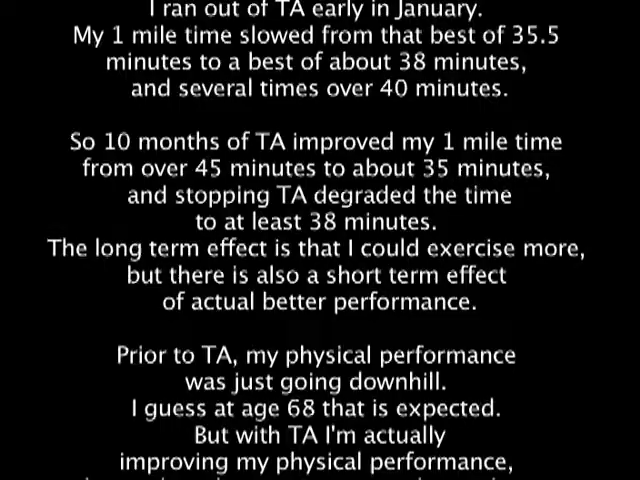 I ran out of TA early in January.
My 1 mile time slowed from that best of 35.5
minutes to a best of about 38 minutes,
and several times over 40 minutes.
So 10 months of TA improved my 1 mile time
from over 45 minutes to about 35 minutes,
and stopping TA degraded the time
to at least 38 minutes.
The long term effect is that I could exercise more,
but there is also a short term effect
of actual better performance.
Prior to TA, my physical performance
was just going downhill.
I guess at age 68 that is expected.
But with TA I'm actually
improving my physical performance,